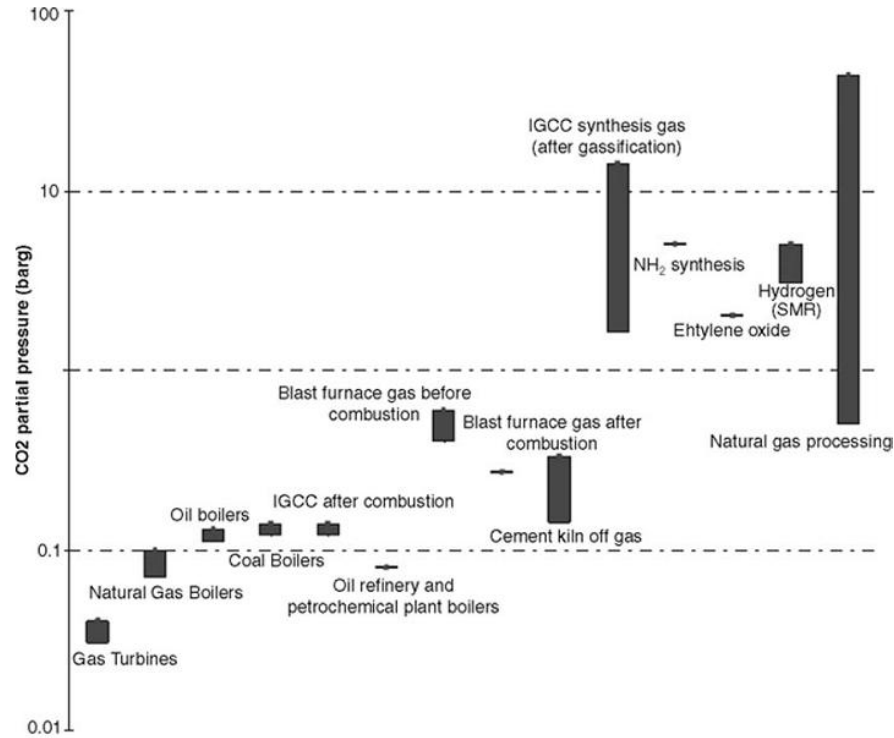 100
IGCC synthesis gas
(after gassification)
10
CO2 partial pressure (barg)
NH₂ synthesis
Hydrogen
(SMR)
Ehtylene oxide
Blast furnace gas before
combustion
Blast furnace gas after
combustion
Natural gas processing
IGCC after combustion
Oil boilers
Cement kiln off gas
0.1
Coal Boilers
Natural Gas Boilers
Oil refinery and
petrochemical plant boilers
Gas Turbines
0.01